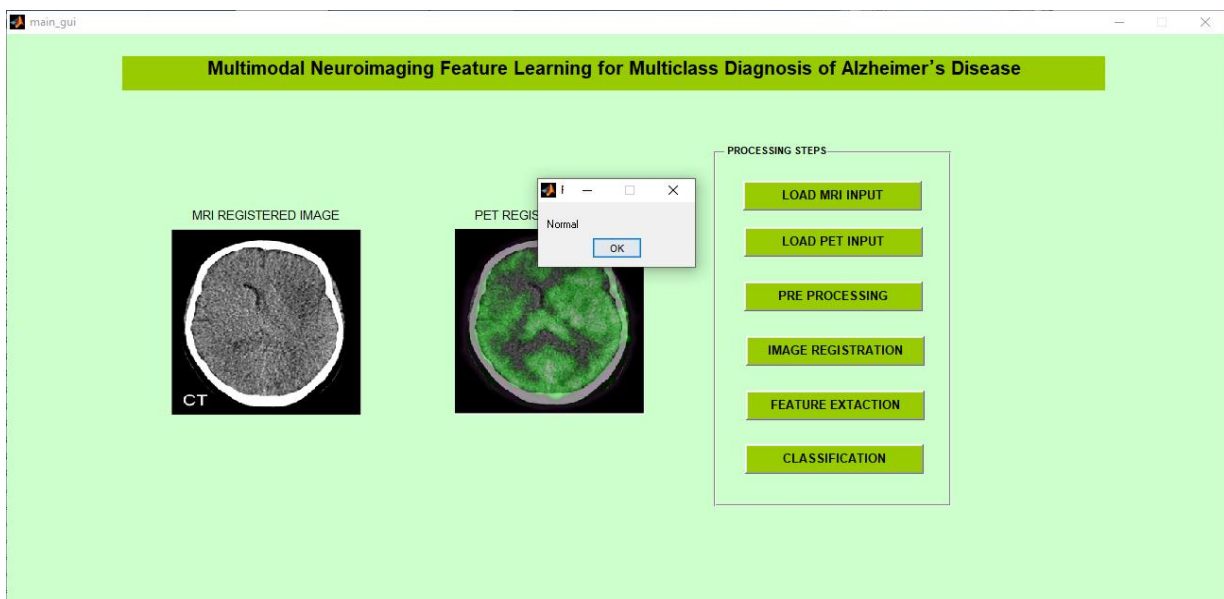 main_gui
Multimodal Neuroimaging Feature Learning for Multiclass Diagnosis of Alzheimer’s Disease
PROCESSING STEPS
LOAD MRI INPUT
LOAD PET INPUT
PRE PROCESSING
IMAGE REGISTRATION
FEATURE EXTACTION
CLASSIFICATION
MRI REGISTERED IMAGE
CT
PET REGIS
Normal
OK